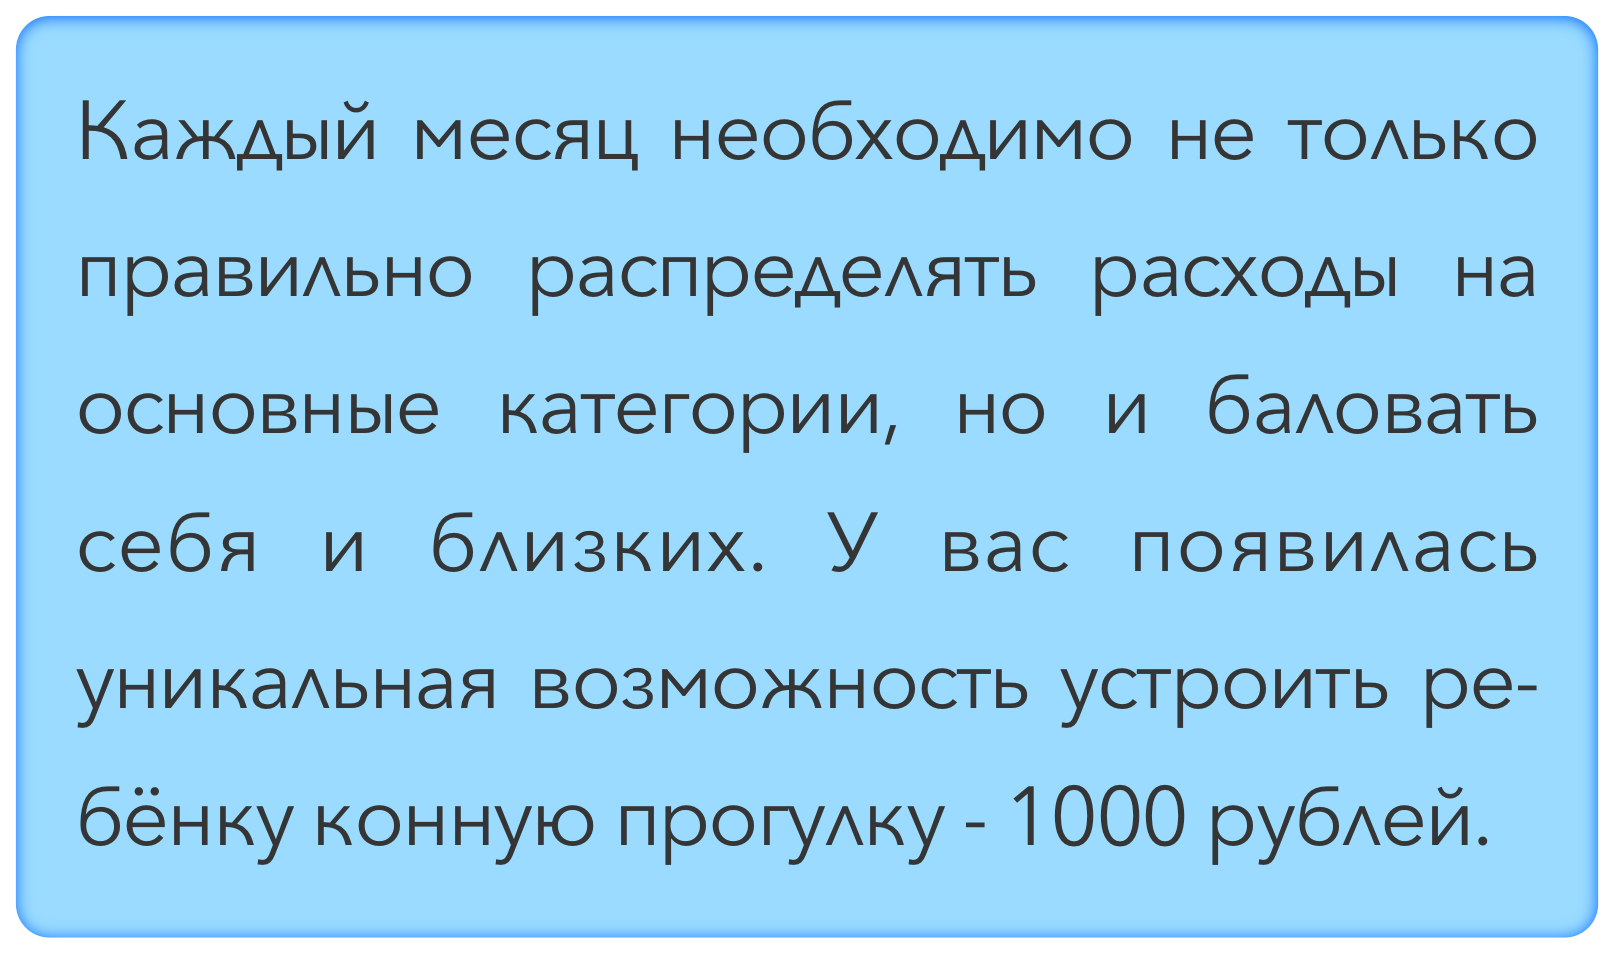 Каждый месяц необходимо не только
правильно распределять расходы на
основные категории, но и баловать
себя и близких. У вас появилась
уникальная возможность устроить ре-
бёнку конную прогулку - 1000 рублей.